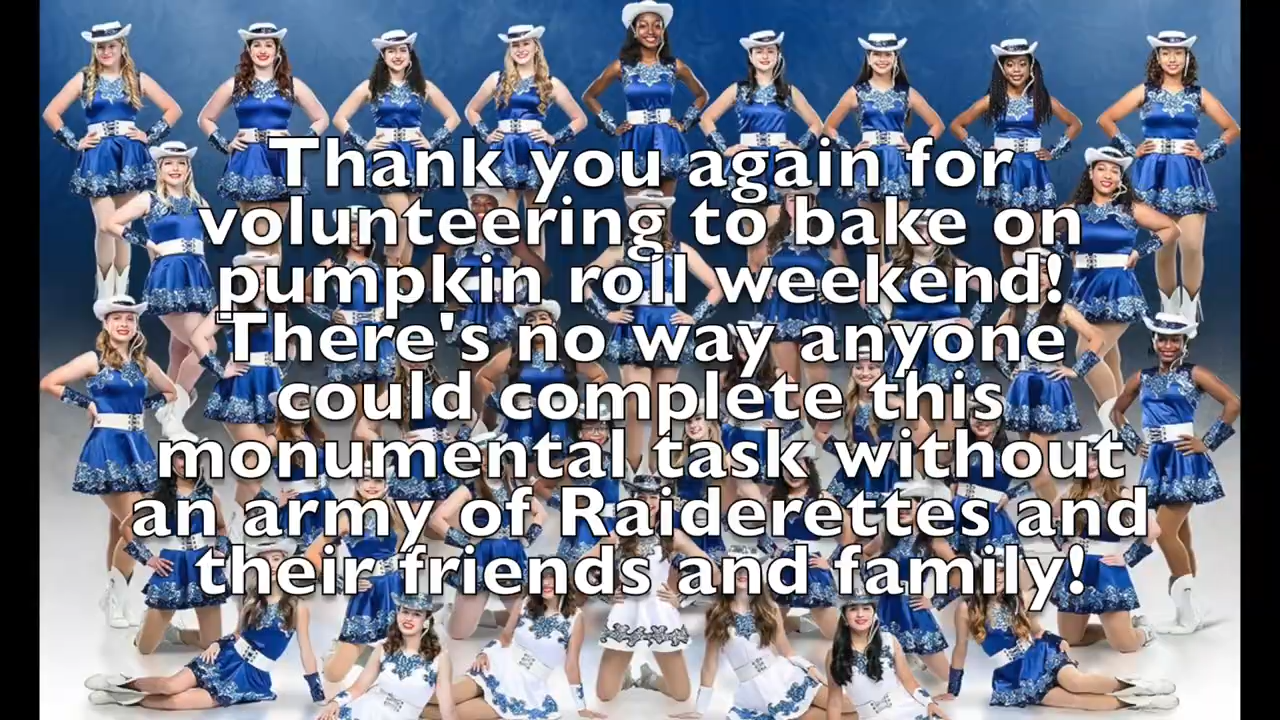 Thank you again for
volunteering to bake on
pumpkin roll weekend!
There's no way anyone
could complete this
monumental task without
an army of Raiderettes and
their friends and family!